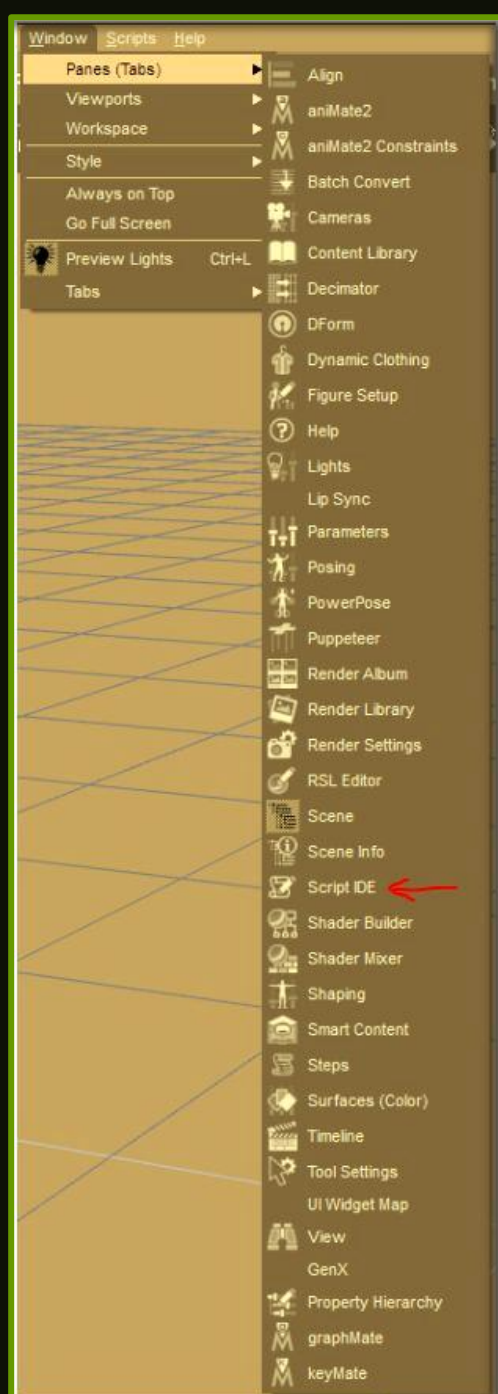 Window Scripts Help
Panes (Tabs)
Viewports
Workspace
Style
Always on Top
Go Full Screen
Preview Lights Ctrl+L
Tabs
Align
aniMate2
aniMate2 Constraints
Batch Convert
Cameras
Content Library
Decimator
DForm
Dynamic Clothing
Figure Setup
Help
Lights
Lip Sync
Parameters
Posing
PowerPose
Puppeteer
Render Album
Render Library
Render Settings
RSL Editor
Scene
Scene Info
Script IDE
Shader Builder
Shader Mixer
Shaping
Smart Content
Steps
Surfaces (Color)
Timeline
Tool Settings
UI Widget Map
View
GenX
Property Hierarchy
graphMate
keyMate